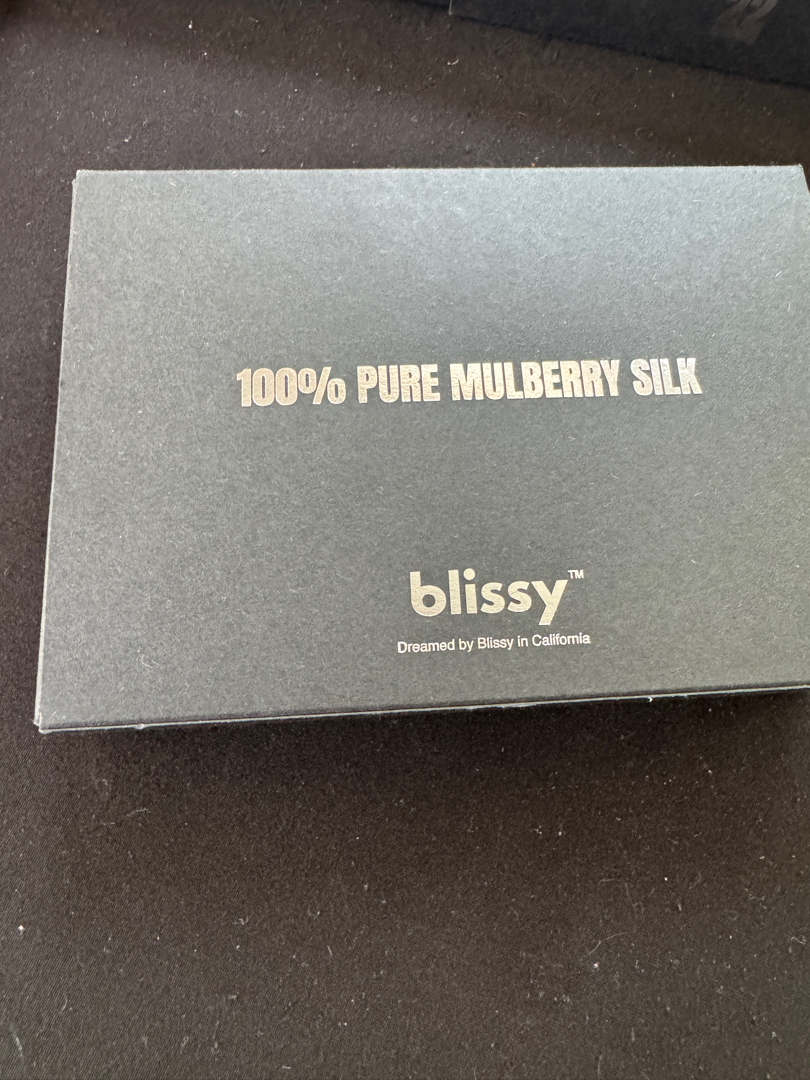 100% PURE MULBERRY SILK
blissy™
Dreamed by Blissy in California